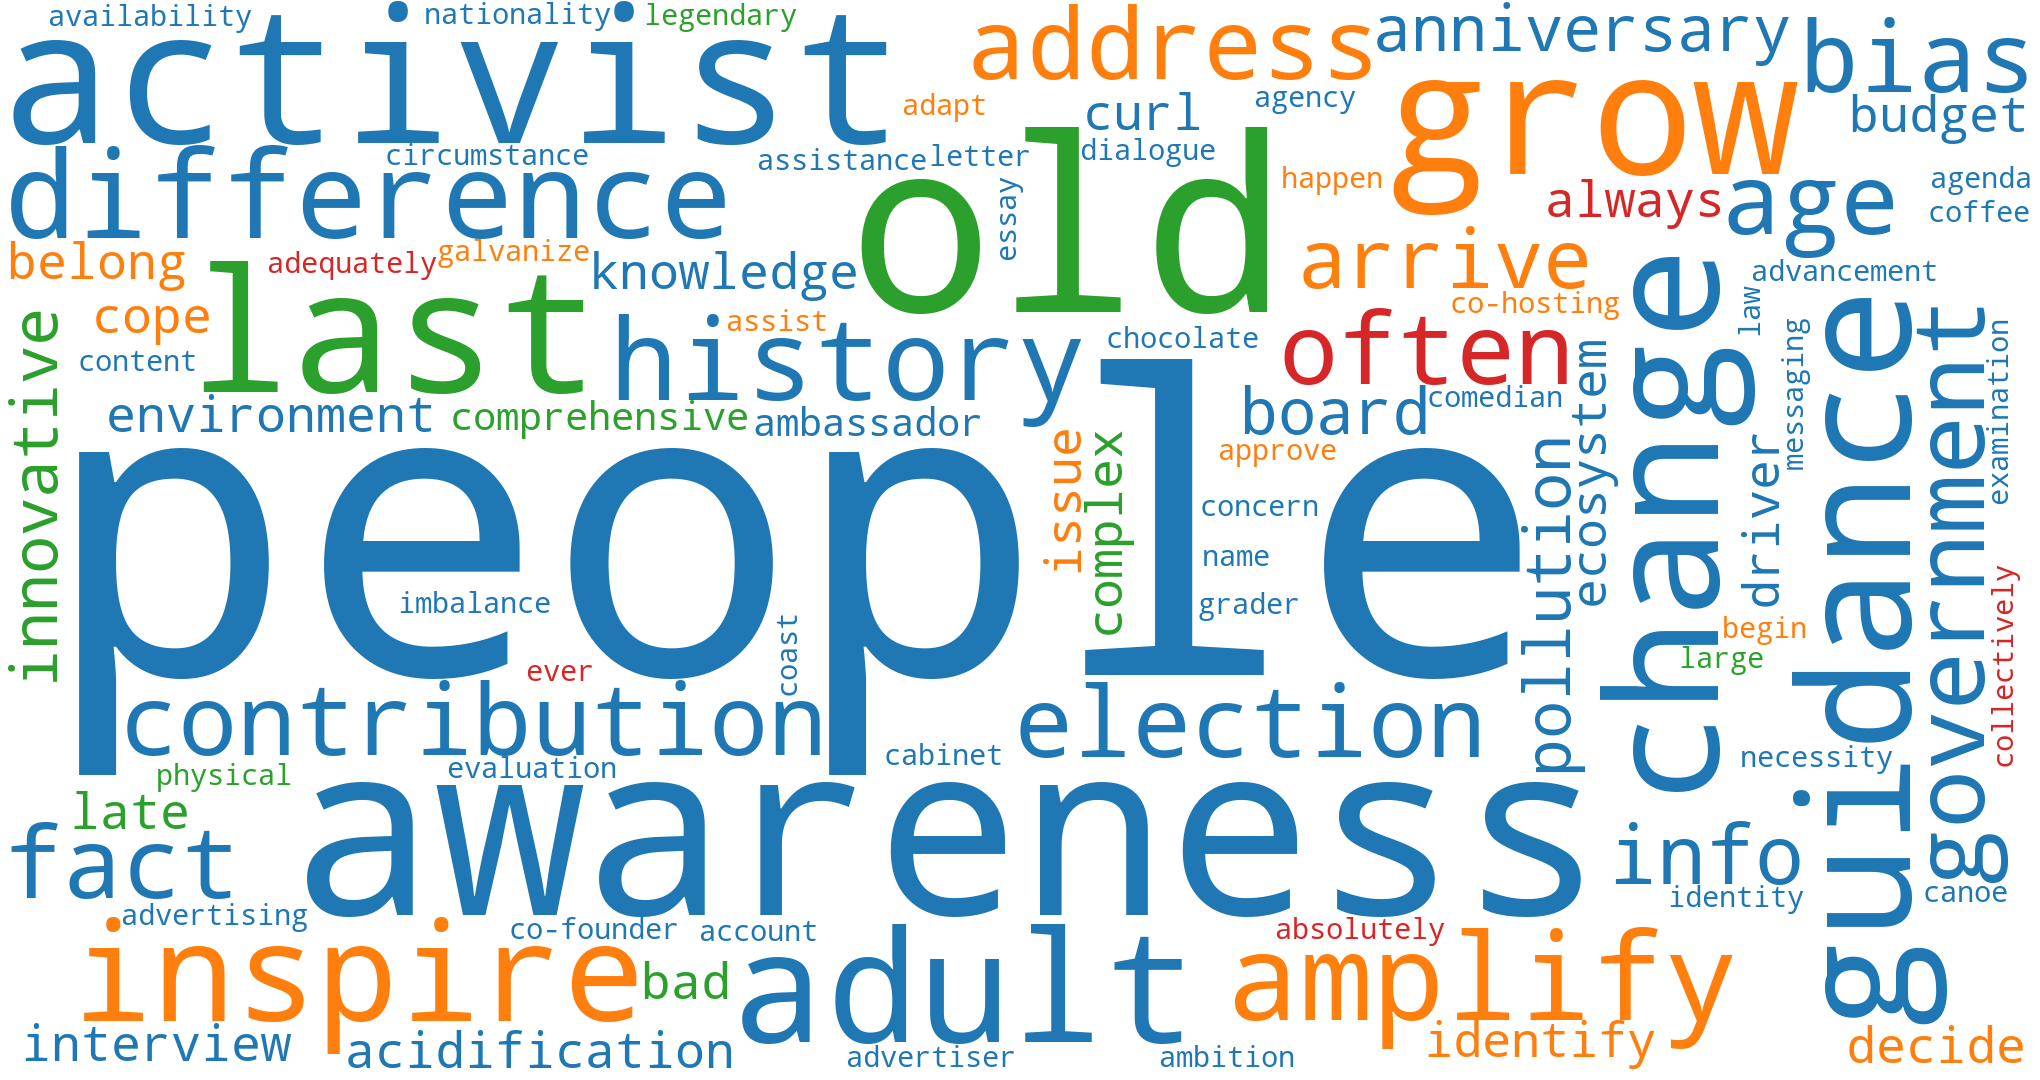 availability
nationality
legendary
activist
address
anniversary
bias
grow
adapt
curl
agency
budget
circumstance
assistance
letter
dialogue
difference
old
essay
happen
always
age
agenda
coffee
belong
adequately
galvanize
knowledge
arrive
advancement
last
cope
content
history
assist
chocolate
often
co-hosting
law
innovative
environment
comprehensive
ambassador
board
comedian
ecosystem
change
messaging
guidance
government
examination
people
issue
complex
approve
concern
name
grader
pollution
driver
imbalance
ever
coast
begin
large
collectively
contribution
election
physical
evaluation
cabinet
necessity
late
fact
awareness
info
identity
canoe
advertising
co-founder
account
absolutely
inspire
bad
adult
amplify
interview
acidification
advertiser
ambition
identify
decide